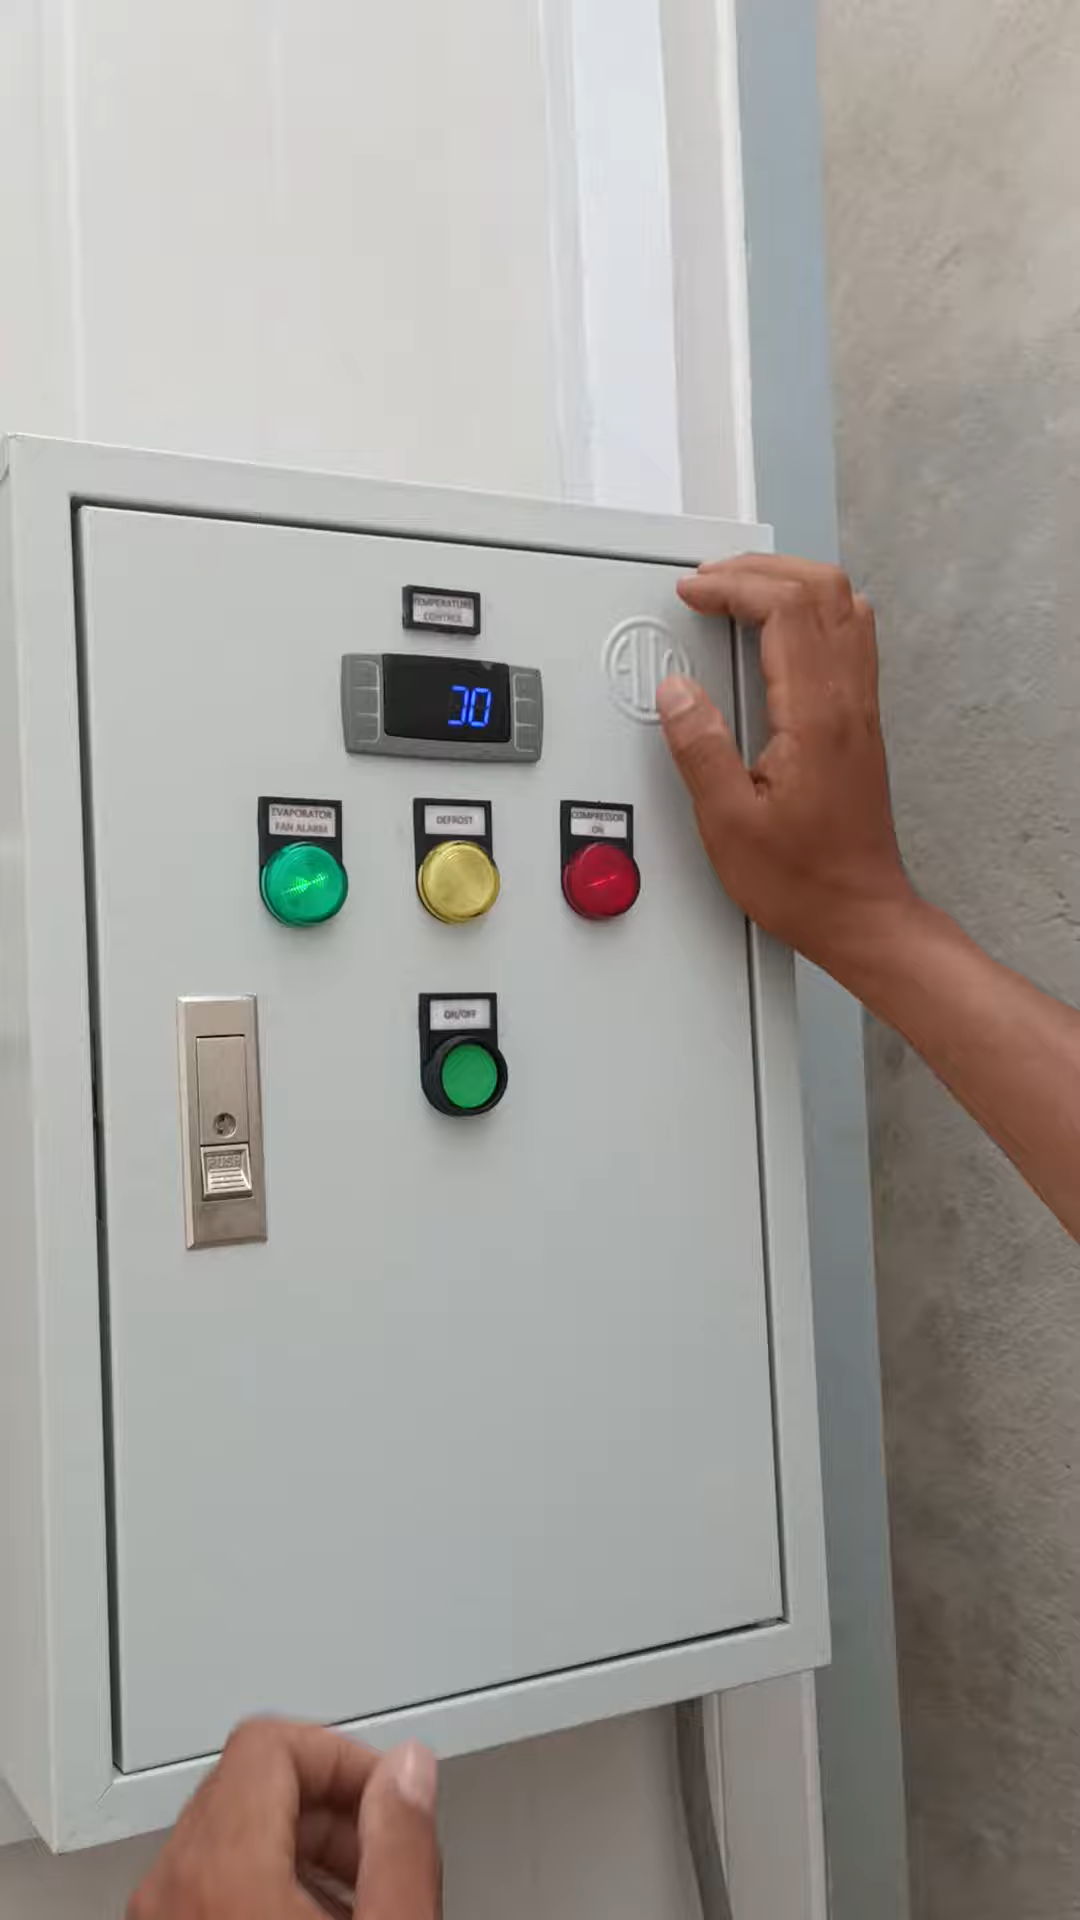 TEMPERATURE
CONTROL
30
EVAPORATOR
FAN ALARM
DEFROST
COMPRESSOR
ON
ON/OFF
PUSH